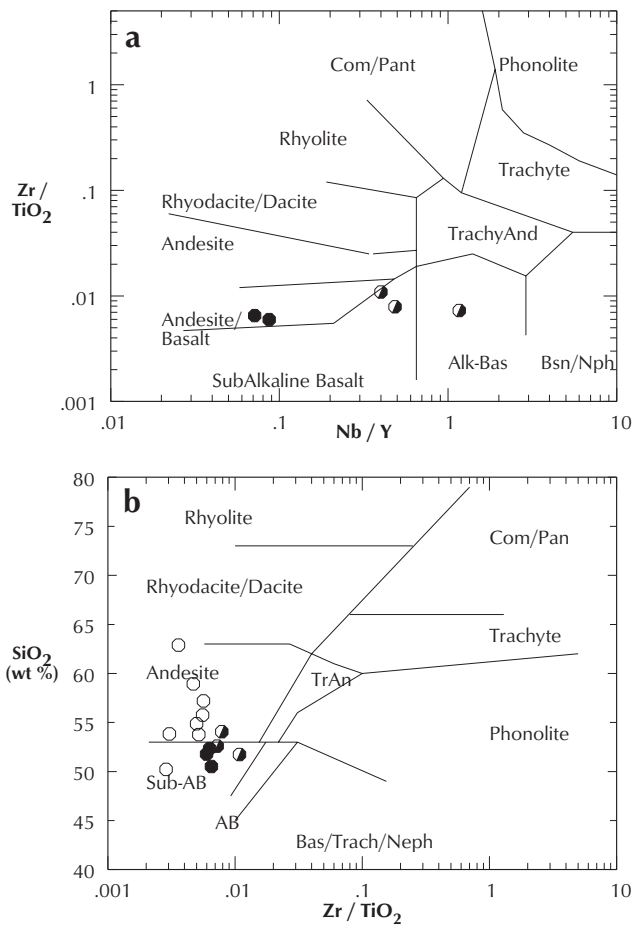 a
Com/Pant
Phonolite
1
Rhyolite
Trachyte
Zr /
TiO2
.1
Rhyodacite/Dacite
TrachyAnd
Andesite
.01
Andesite/
Basalt
SubAlkaline Basalt
Alk-Bas
Bsn/Nph
.001
.01
.1
1
10
Nb / Y
b
80
Rhyolite
75
Com/Pan
70
Rhyodacite/Dacite
65
SiO2
(wt %)
Trachyte
Andesite
TrAn
60
55
Phonolite
50
Sub-AB
45
AB
Bas/Trach/Neph
40
.001
.01
.1
1
10
Zr / TiO2